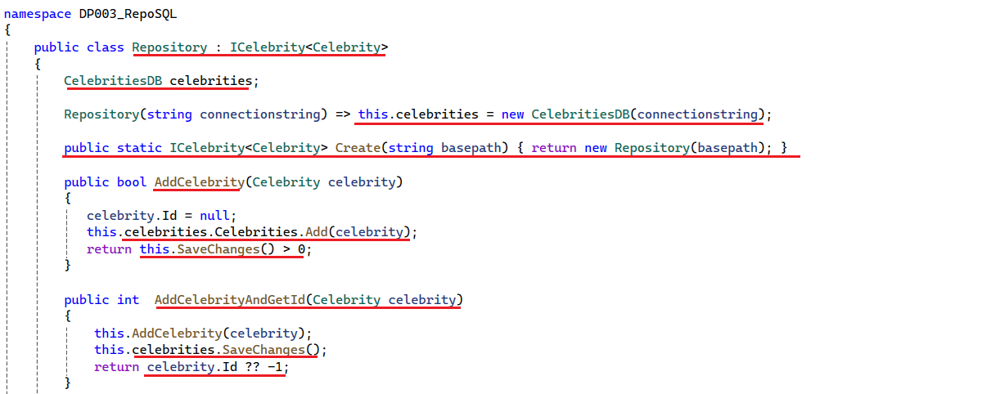 namespace DP003_RepoSQL
{
public class Repository : ICelebrity<Celebrity>
{
CelebritiesDB celebrities;
Repository(string connectionstring) => this.celebrities = new CelebritiesDB(connectionstring);
public static ICelebrity<Celebrity> Create(string basepath) { return new Repository(basepath); }
public bool AddCelebrity(Celebrity celebrity)
{
celebrity.Id = null;
this.celebrities.Celebrities.Add(celebrity);
return this.SaveChanges() > 0;
}
public int  AddCelebrityAndGetId(Celebrity celebrity)
{
this.AddCelebrity(celebrity);
this.celebrities.SaveChanges();
return celebrity.Id ?? -1;
}